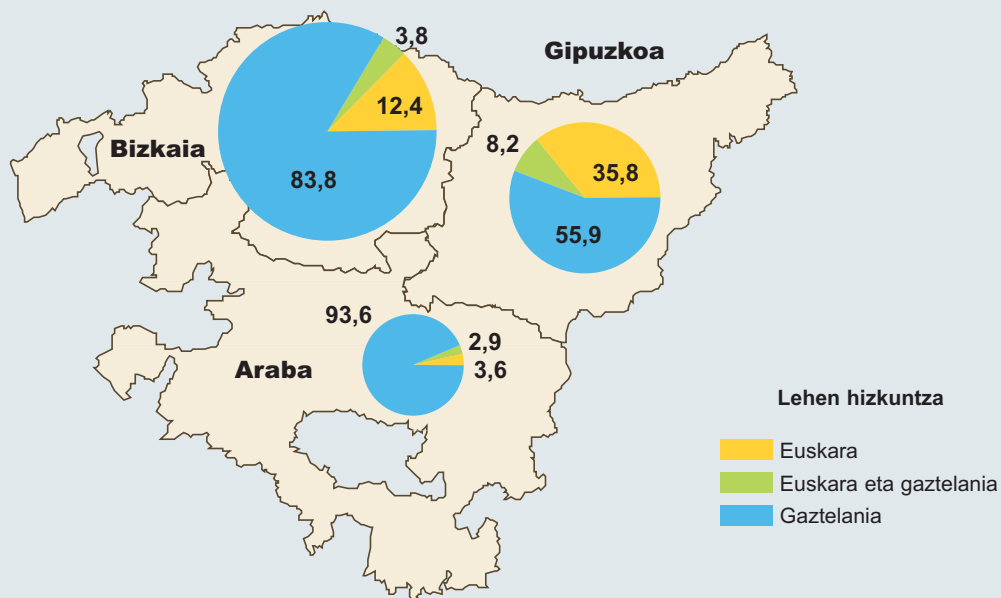 3,8
Gipuzkoa
12,4
8,2
Bizkaia
35,8
83,8
55,9
93,6
2,9
Araba
3,6
Lehen hizkuntza
Euskara
Euskara eta gaztelania
Gaztelania